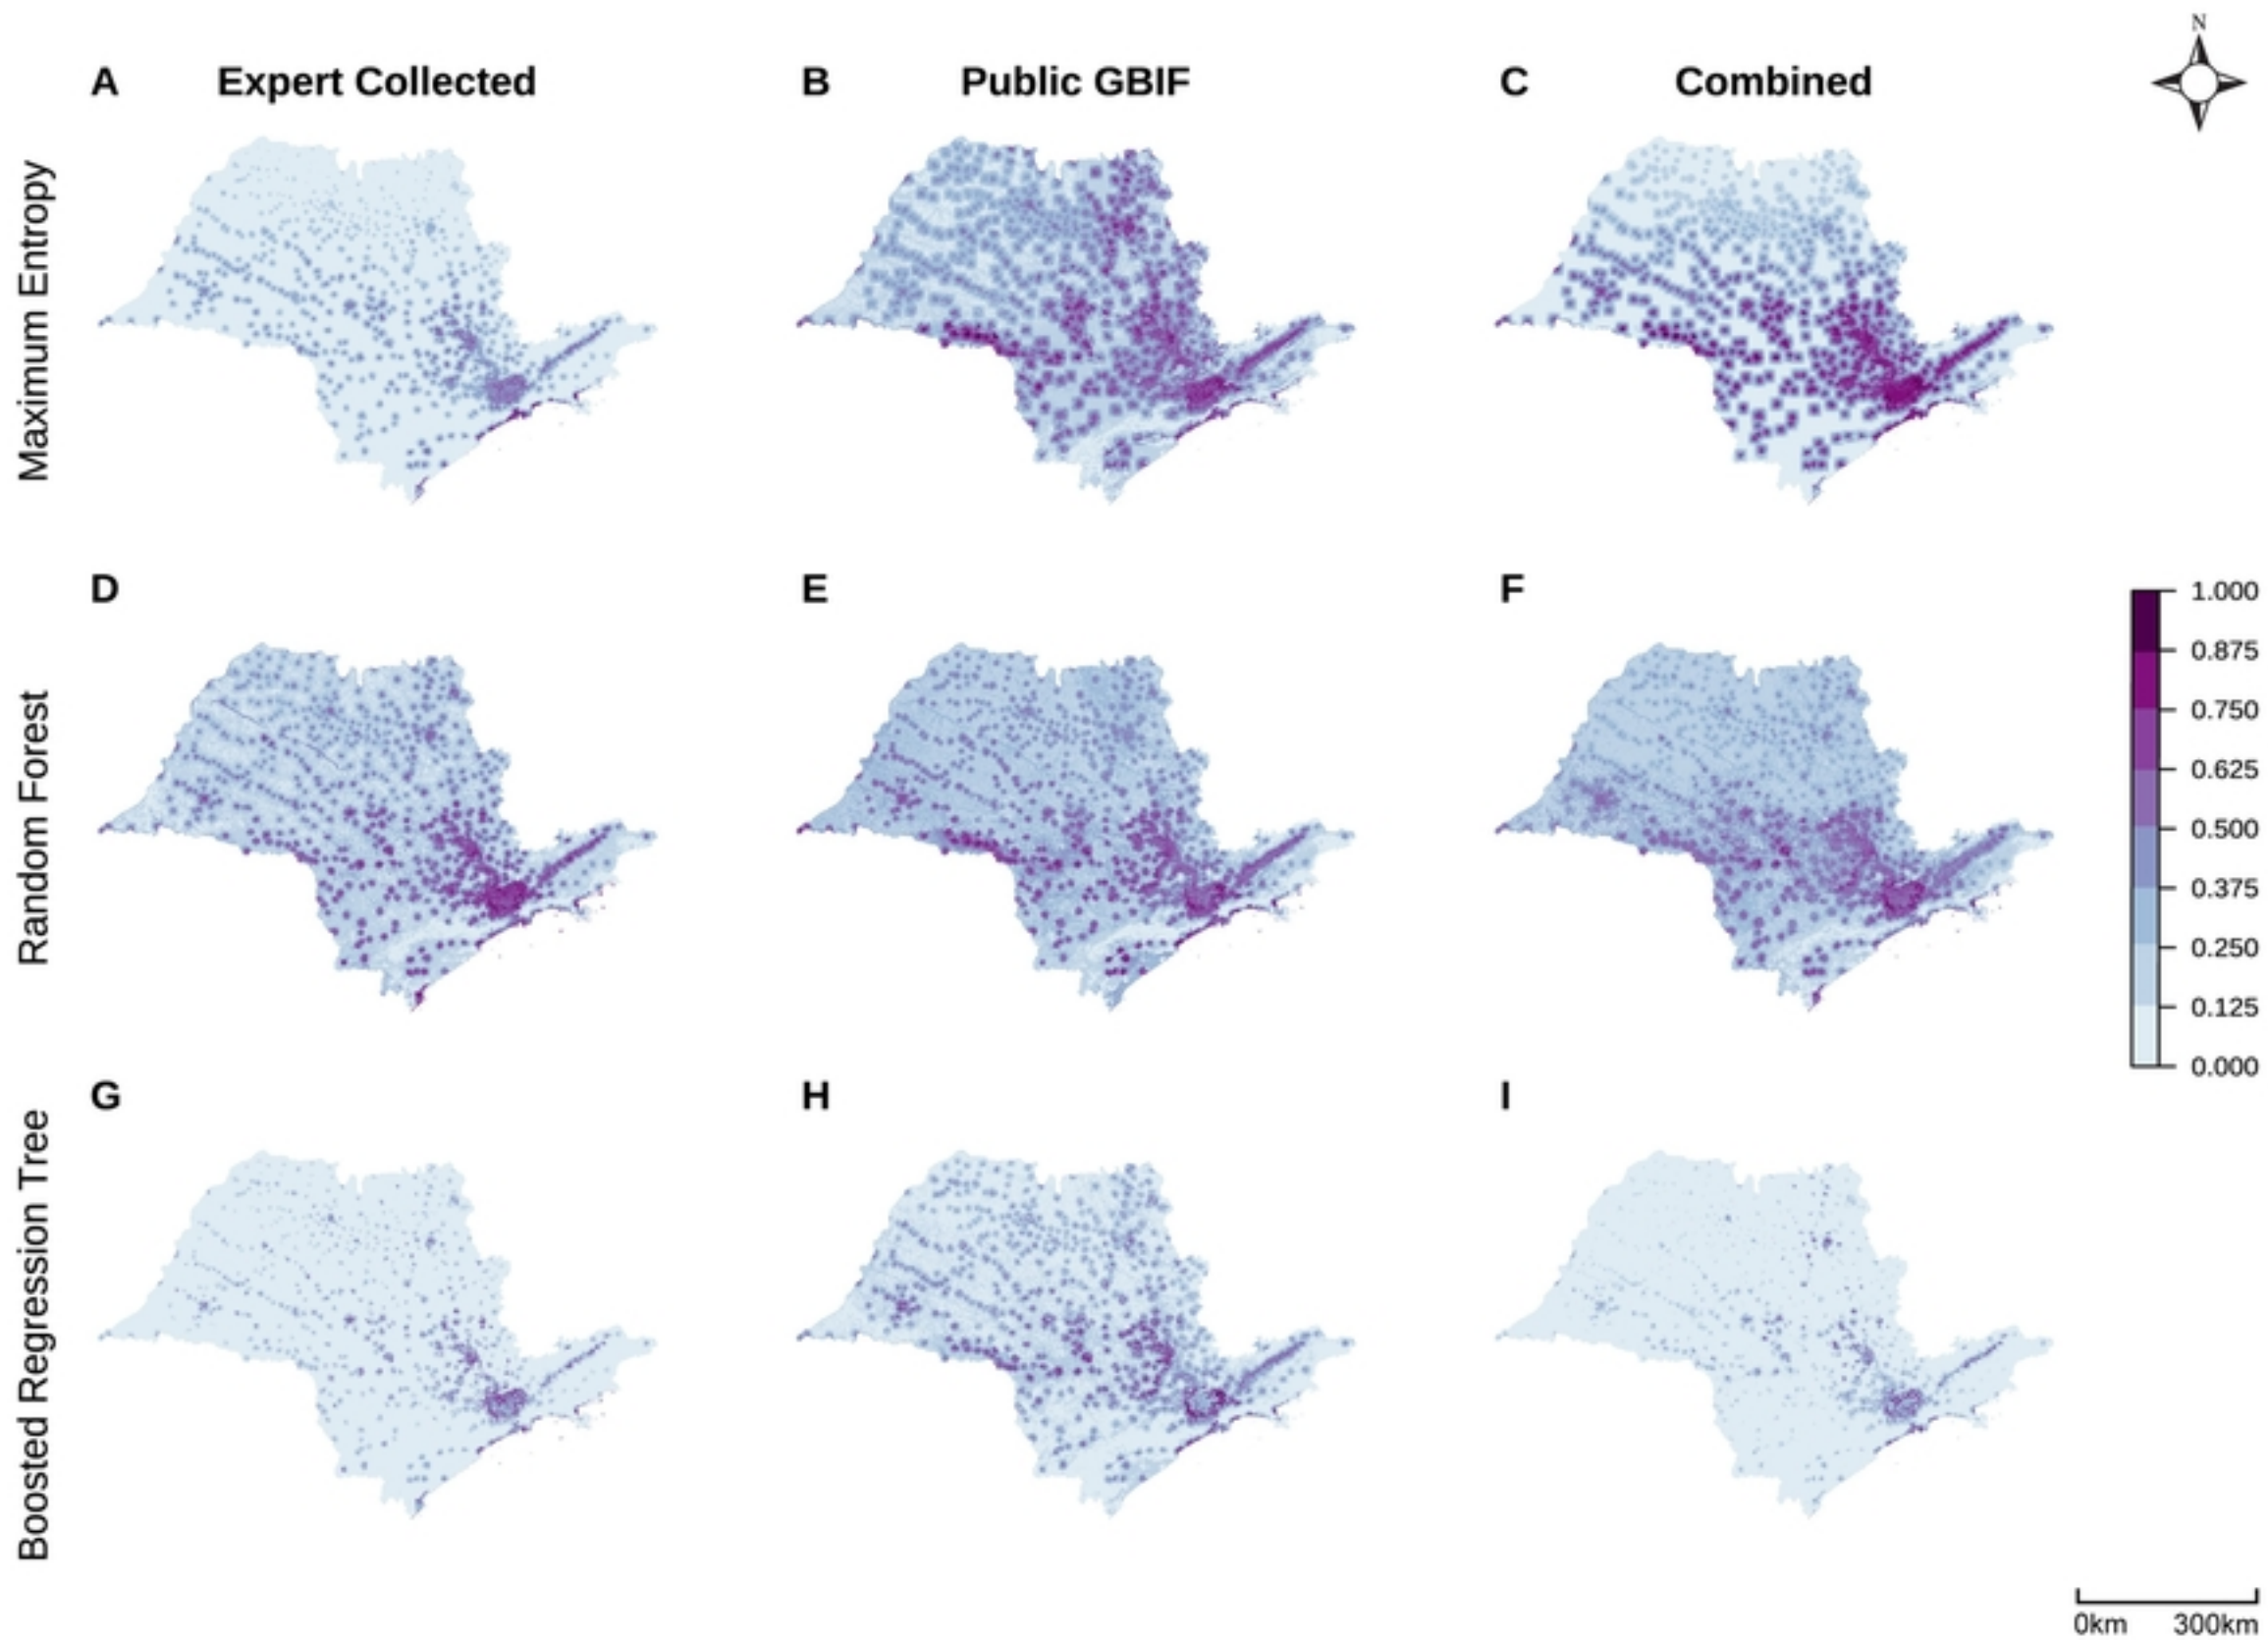 N
A Expert Collected B Public GBIF C Combined
Maximum Entropy
D E F
Random Forest
1.000
0.875
0.750
0.625
0.500
0.375
0.250
0.125
0.000
G H I
Boosted Regression Tree
0km 300km